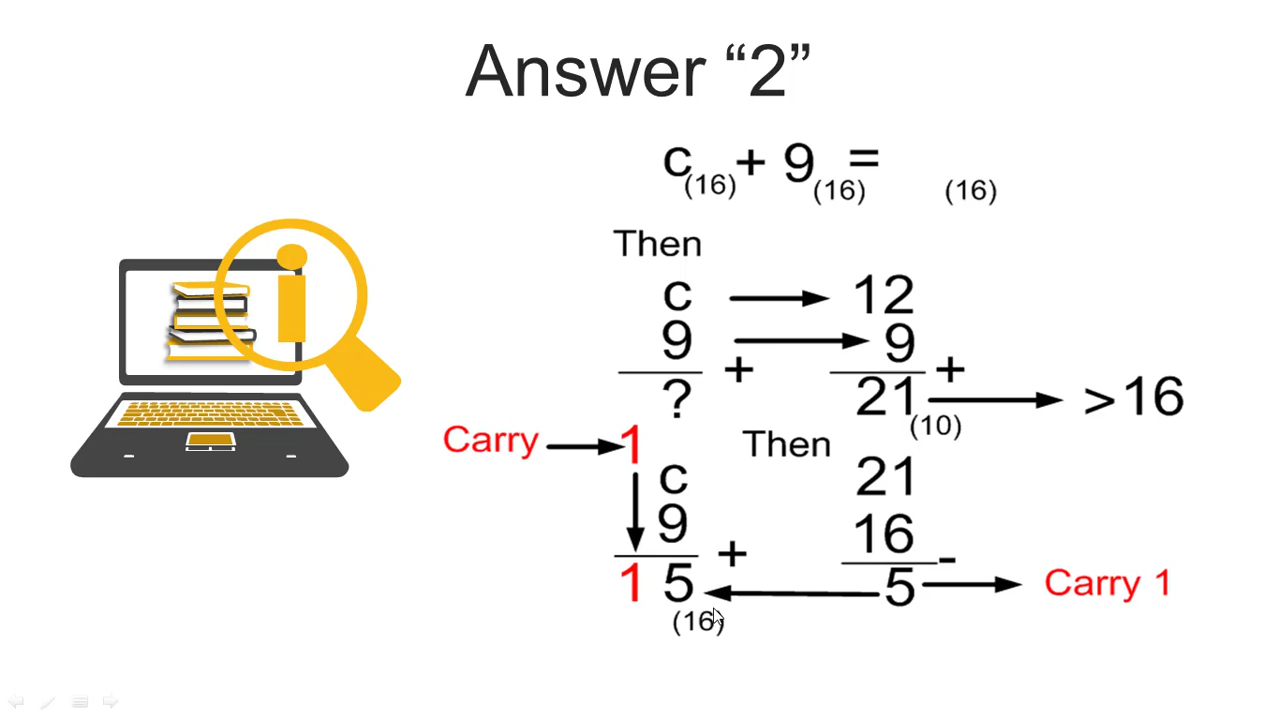 Answer “2”
c(16) + 9(16) = (16)
Then
c → 12
9 → 9
+ +
? 21(10) → >16
Carry → 1 Then
c 21
9 16
+ -
1 5(16) ← 5 → Carry 1